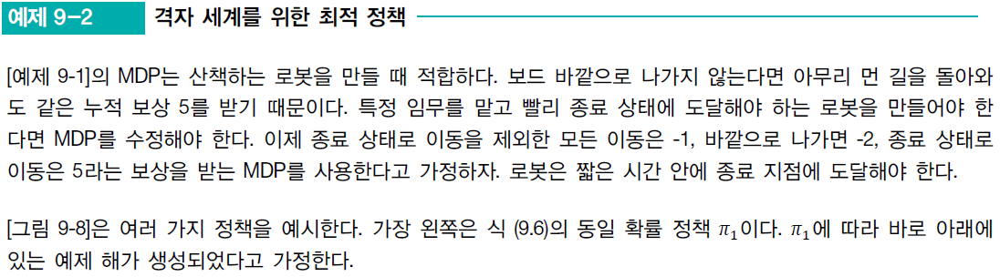 예제 9-2 격자 세계를 위한 최적 정책
[예제 9-1]의 MDP는 산책하는 로봇을 만들 때 적합하다. 보드 바깥으로 나가지 않는다면 아무리 먼 길을 돌아와
도 같은 누적 보상 5를 받기 때문이다. 특정 임무를 맡고 빨리 종료 상태에 도달해야 하는 로봇을 만들어야 한
다면 MDP를 수정해야 한다. 이제 종료 상태로 이동을 제외한 모든 이동은 -1, 바깥으로 나가면 -2, 종료 상태로
이동은 5라는 보상을 받는 MDP를 사용한다고 가정하자. 로봇은 짧은 시간 안에 종료 지점에 도달해야 한다.
[그림 9-8]은 여러 가지 정책을 예시한다. 가장 왼쪽은 식 (9.6)의 동일 확률 정책 𝜋₁이다. 𝜋₁에 따라 바로 아래에
있는 예제 해가 생성되었다고 가정한다.